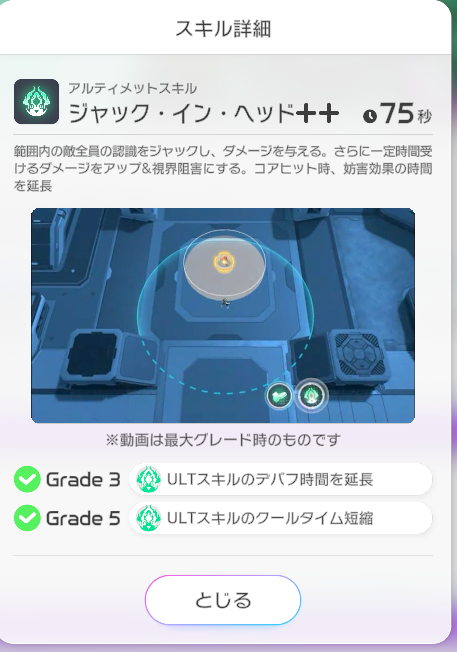 スキル詳細
アルティメットスキル
ジャック・イン・ヘッド++ 75秒
範囲内の敵全員の認識をジャックし、ダメージを与える。さらに一定時間受
けるダメージをアップ&視界阻害にする。コアヒット時、妨害効果の時間
を延長
※動画は最大グレード時のものです
Grade 3 ULTスキルのデバフ時間を延長
Grade 5 ULTスキルのクールタイム短縮
とじる